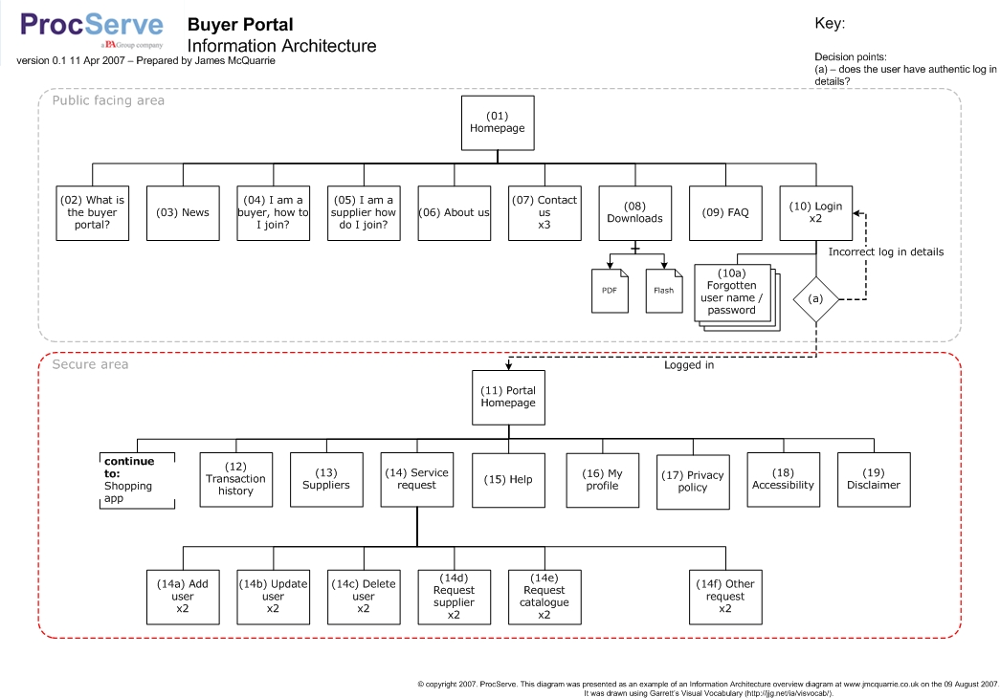 ProcServe
a PA Group company
Buyer Portal
Information Architecture
version 0.1 11 Apr 2007 – Prepared by James McQuarrie
Key:
Decision points:
(a) – does the user have authentic log in
details?
Public facing area
(01)
Homepage
(02) What is
the buyer
portal?
(03) News
(04) I am a
buyer, how to
I join?
(05) I am a
supplier how
do I join?
(06) About us
(07) Contact
us
x3
(08)
Downloads
(09) FAQ
(10) Login
x2
Incorrect log in details
PDF
Flash
(10a)
Forgotten
user name /
password
(a)
Logged in
Secure area
(11) Portal
Homepage
continue
to:
Shopping
app
(12)
Transaction
history
(13)
Suppliers
(14) Service
request
(15) Help
(16) My
profile
(17) Privacy
policy
(18)
Accessibility
(19)
Disclaimer
(14a) Add
user
x2
(14b) Update
user
x2
(14c) Delete
user
x2
(14d)
Request
supplier
x2
(14e)
Request
catalogue
x2
(14f) Other
request
x2
© copyright 2007. ProcServe. This diagram was presented as an example of an Information Architecture overview diagram at www.jmcquarrie.co.uk on the 09 August 2007.
It was drawn using Garrett's Visual Vocabulary (http://jjg.net/ia/visvocab/).